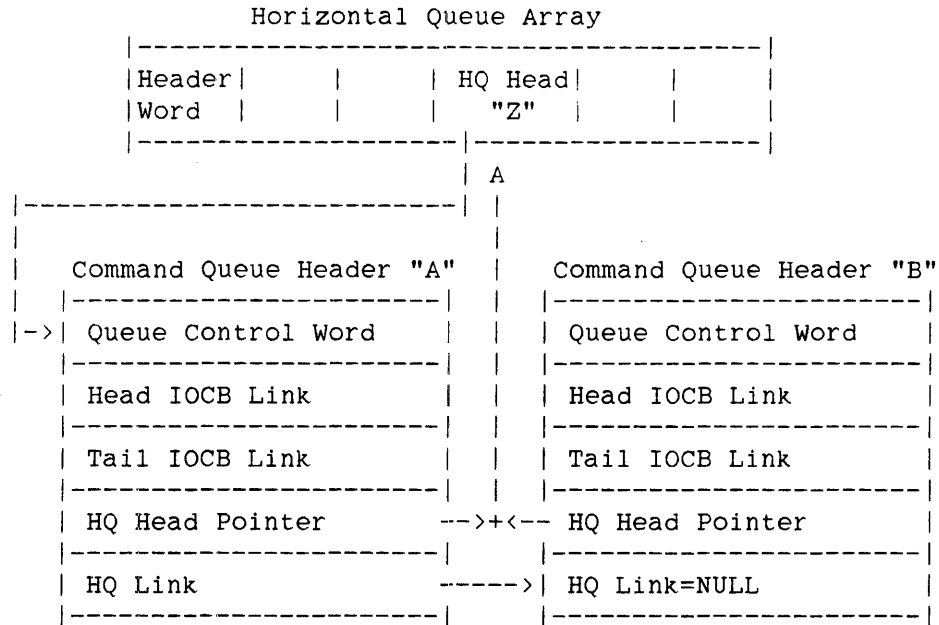 Horizontal Queue Array
Header HQ Head
Word "Z"
A
Command Queue Header "A" Command Queue Header "B"
Queue Control Word Queue Control Word
Head IOCB Link Head IOCB Link
Tail IOCB Link Tail IOCB Link
HQ Head Pointer -->+<-- HQ Head Pointer
HQ Link ----->| HQ Link=NULL